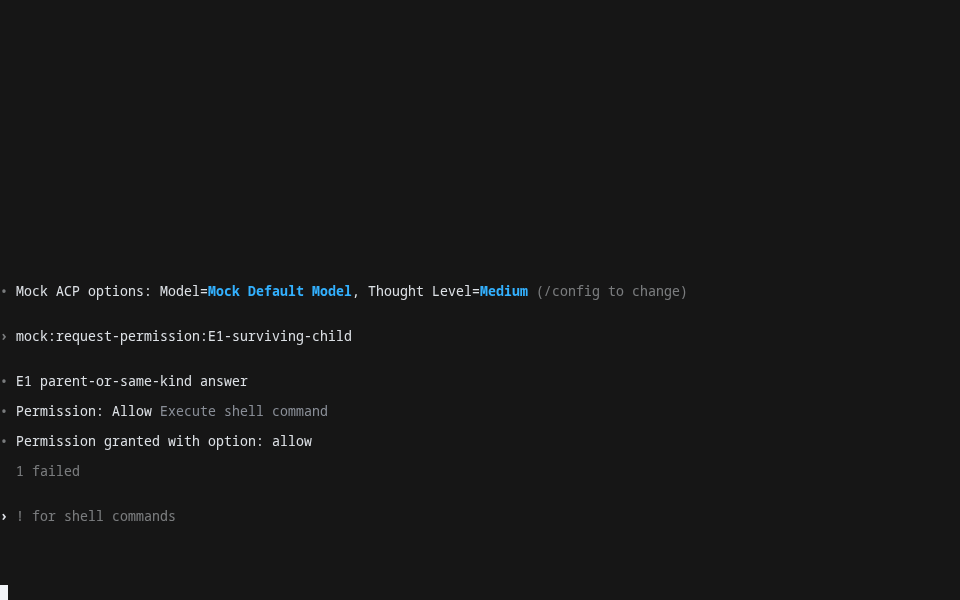 • Mock ACP options: Model=Mock Default Model, Thought Level=Medium (/config to change)
› mock:request-permission:E1-surviving-child
• E1 parent-or-same-kind answer
• Permission: Allow Execute shell command
• Permission granted with option: allow
1 failed
› ! for shell commands